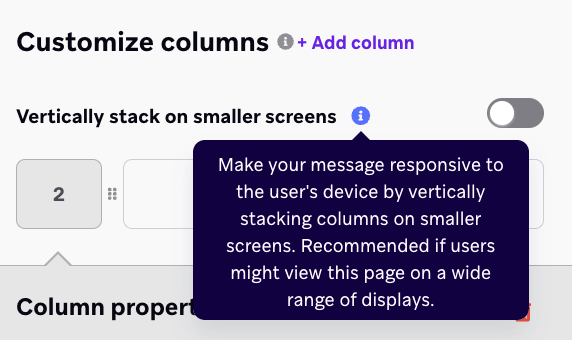 Customize columns
+ Add column
Vertically stack on smaller screens
Make your message responsive to
the user's device by vertically
stacking columns on smaller
screens. Recommended if users
might view this page on a wide
range of displays.
2
Column